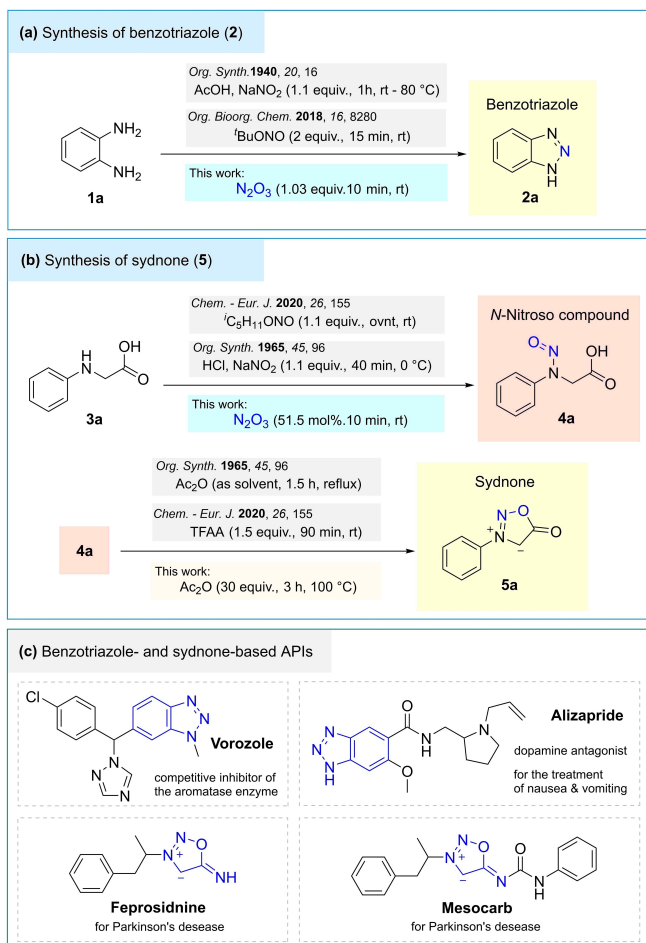 (a) Synthesis of benzotriazole (2)
Org. Synth.1940, 20, 16
AcOH, NaNO2 (1.1 equiv., 1h, rt - 80 °C)
Org. Bioorg. Chem. 2018, 16, 8280
tBuONO (2 equiv., 15 min, rt)
This work:
N2O3 (1.03 equiv.10 min, rt)
NH2
NH2
1a
Benzotriazole
N
N
N
H
2a
(b) Synthesis of sydnone (5)
Chem. - Eur. J. 2020, 26, 155
iC5H11ONO (1.1 equiv., ovnt, rt)
Org. Synth. 1965, 45, 96
HCl, NaNO2 (1.1 equiv., 40 min, 0 °C)
This work:
N2O3 (51.5 mol%.10 min, rt)
H
N
OH
O
3a
N-Nitroso compound
O
N
N
OH
O
4a
Org. Synth. 1965, 45, 96
Ac2O (as solvent, 1.5 h, reflux)
Chem. - Eur. J. 2020, 26, 155
TFAA (1.5 equiv., 90 min, rt)
This work:
Ac2O (30 equiv., 3 h, 100 °C)
4a
Sydnone
N
O
+
N
O
−
5a
(c) Benzotriazole- and sydnone-based APIs
Cl
N
N
N
N
N
N
Vorozole
competitive inhibitor of
the aromatase enzyme
O
N
H
N
N
N
N
H
O
Alizapride
dopamine antagonist
for the treatment
of nausea & vomiting
N
O
+
N
−
NH
Feprosidnine
for Parkinson's desease
N
O
+
N
−
N
O
N
H
Mesocarb
for Parkinson's desease